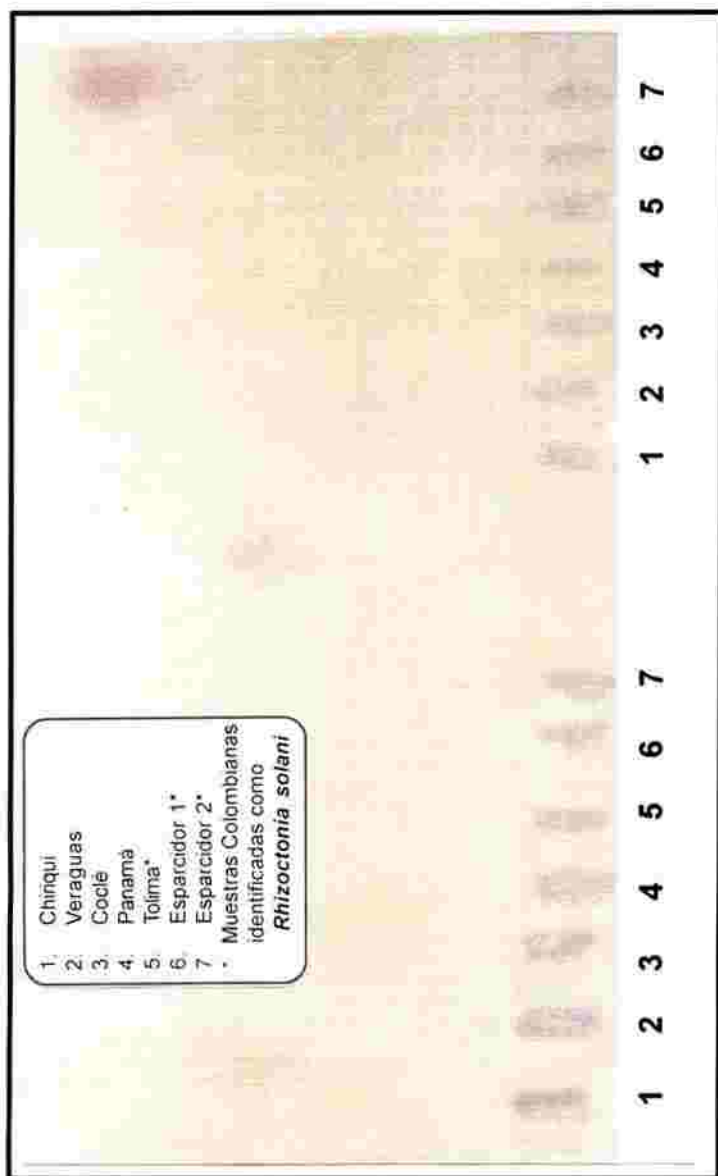 1. Chiriqui
2. Veraguas
3. Coclé
4. Panamá
5. Tolima*
6. Esparcidor 1*
7 Esparcidor 2*
* Muestras Colombianas
identificadas como
Rhizoctonia solani
1 2 3 4 5 6 7 1 2 3 4 5 6 7